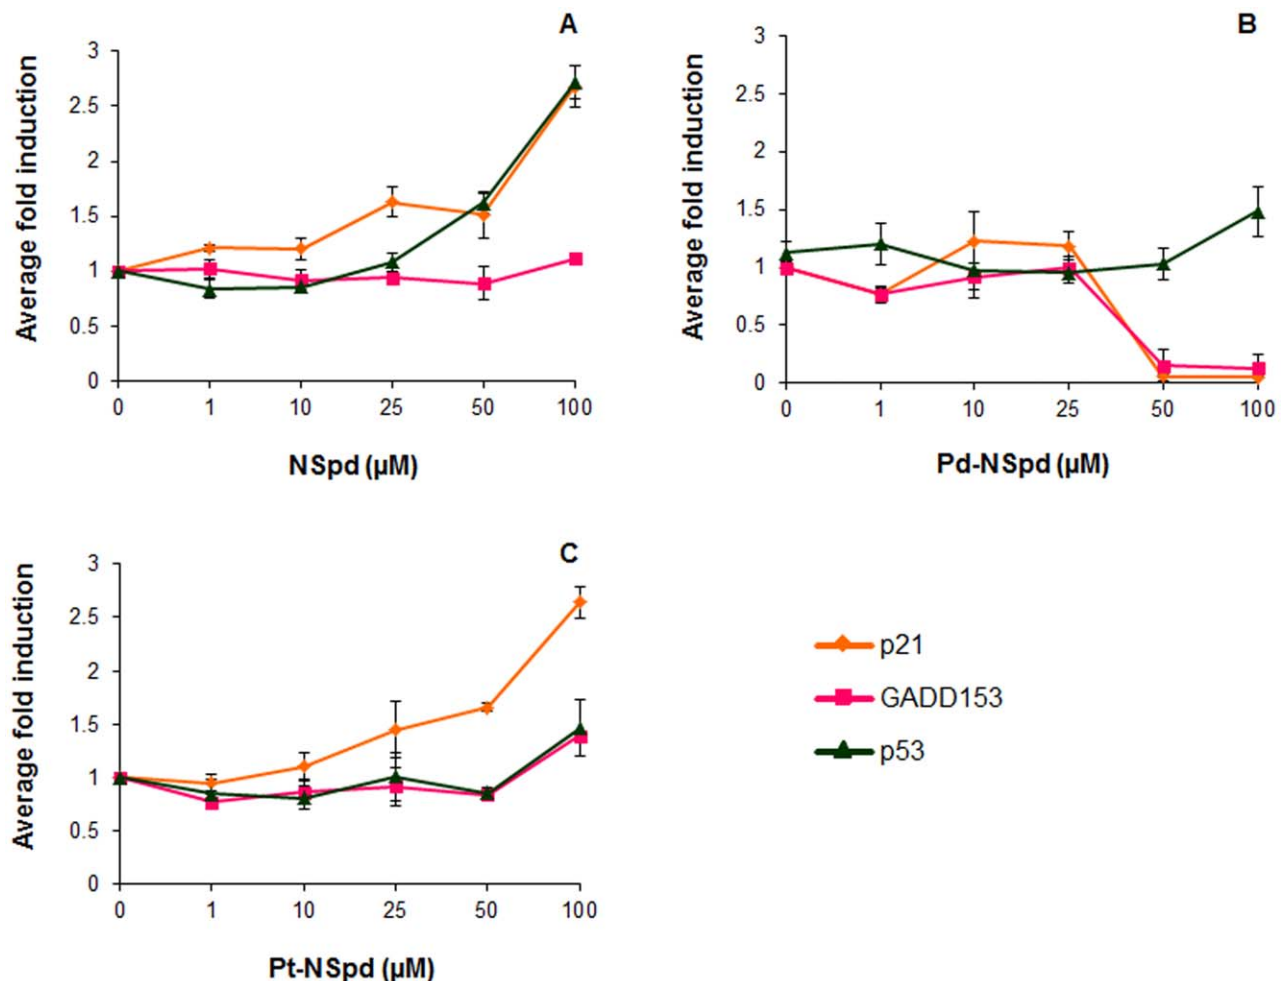 A
Average fold induction
3
2.5
2
1.5
1
0.5
0
0 1 10 25 50 100
NSpd (µM)
B
Average fold induction
3
2.5
2
1.5
1
0.5
0
0 1 10 25 50 100
Pd-NSpd (µM)
C
Average fold induction
3
2.5
2
1.5
1
0.5
0
0 1 10 25 50 100
Pt-NSpd (µM)
p21
GADD153
p53